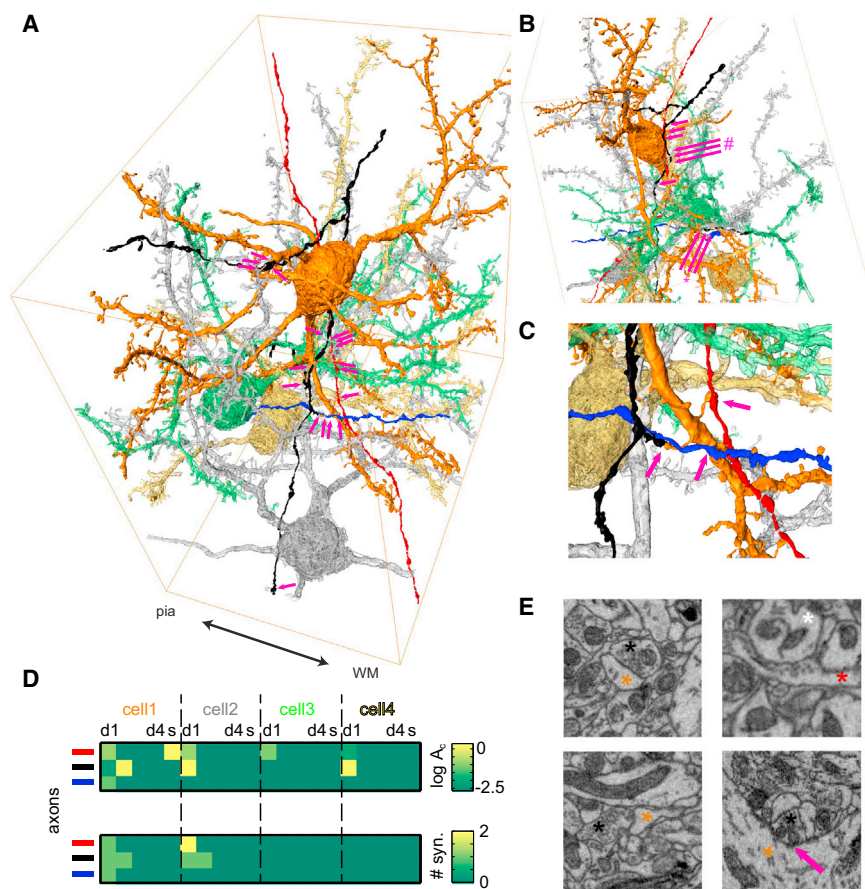 A
B
#
*
C
pia
WM
D
cell1 cell2 cell3 cell4
d1 d4 s d1 d4 s d1 d4 s d1 d4 s
axons
0
log Ac
-2.5
2
# syn.
0
E
*
*
*
*
*
*
*
*